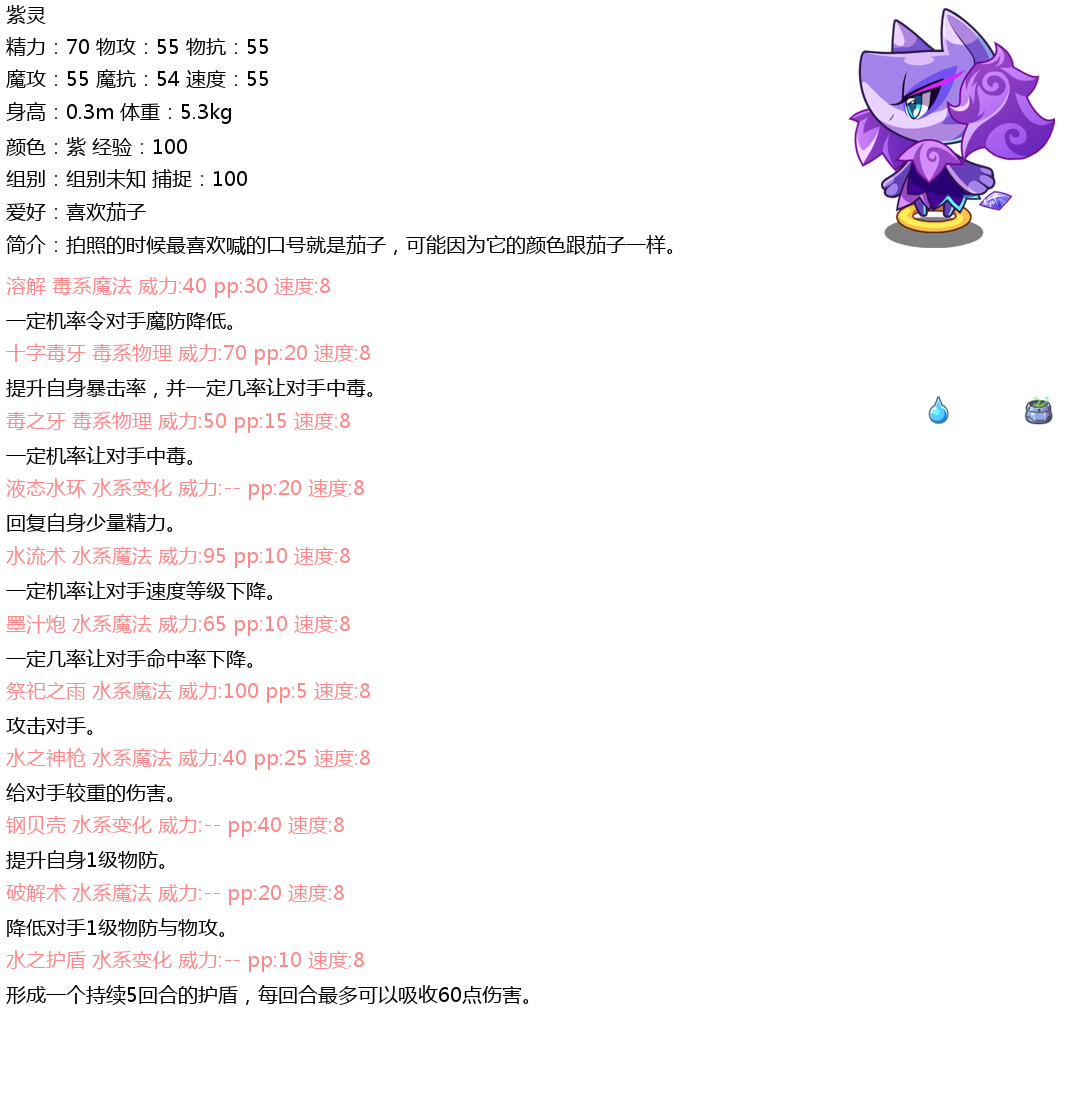 紫灵
精力：70 物攻：55 物抗：55
魔攻：55 魔抗：54 速度：55
身高：0.3m 体重：5.3kg
颜色：紫 经验：100
组别：组别未知 捕捉：100
爱好：喜欢茄子
简介：拍照的时候最喜欢喊的口号就是茄子，可能因为它的颜色跟茄子一样。
溶解 毒系魔法 威力:40 pp:30 速度:8
一定机率令对手魔防降低。
十字毒牙 毒系物理 威力:70 pp:20 速度:8
提升自身暴击率，并一定几率让对手中毒。
毒之牙 毒系物理 威力:50 pp:15 速度:8
一定机率让对手中毒。
液态水环 水系变化 威力:-- pp:20 速度:8
回复自身少量精力。
水流术 水系魔法 威力:95 pp:10 速度:8
一定机率让对手速度等级下降。
墨汁炮 水系魔法 威力:65 pp:10 速度:8
一定几率让对手命中率下降。
祭祀之雨 水系魔法 威力:100 pp:5 速度:8
攻击对手。
水之神枪 水系魔法 威力:40 pp:25 速度:8
给对手较重的伤害。
钢贝壳 水系变化 威力:-- pp:40 速度:8
提升自身1级物防。
破解术 水系魔法 威力:-- pp:20 速度:8
降低对手1级物防与物攻。
水之护盾 水系变化 威力:-- pp:10 速度:8
形成一个持续5回合的护盾，每回合最多可以吸收60点伤害。